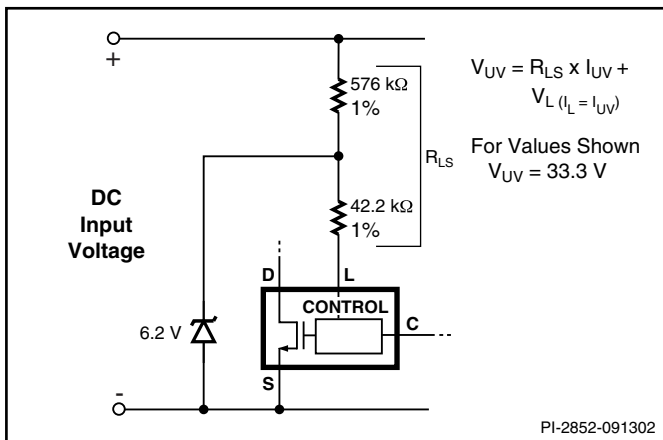 +
576 kΩ
1%
V_UV = R_LS x I_UV +
V_L (I_L = I_UV)
For Values Shown
V_UV = 33.3 V
R_LS
DC
Input
Voltage
42.2 kΩ
1%
D
L
CONTROL
C
6.2 V
S
-
PI-2852-091302